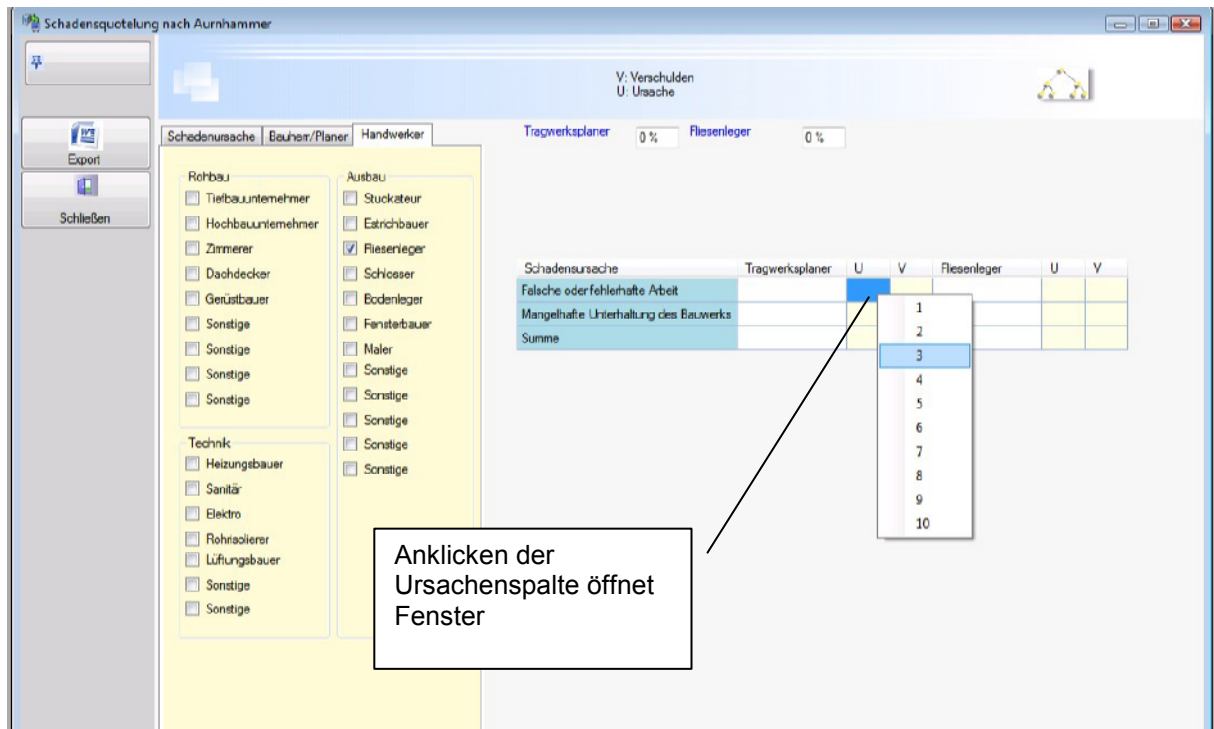 Schadensquotelung nach Aurnhammer
V: Verschulden
U: Ursache
Export
Schließen
Schadenursache Bauherr/Planer Handwerker
Tragwerksplaner 0 % Fliesenleger 0 %
Rohbau
Tiefbauunternehmer
Hochbauunternehmer
Zimmerer
Dachdecker
Gerüstbauer
Sonstige
Sonstige
Sonstige
Sonstige
Technik
Heizungsbauer
Sanitär
Elektro
Rohrisolierer
Lüftungsbauer
Sonstige
Sonstige
Ausbau
Stuckateur
Estrichbauer
Fliesenleger
Schlosser
Bodenleger
Fensterbauer
Maler
Sonstige
Sonstige
Sonstige
Sonstige
Sonstige
Schadensursache Tragwerksplaner U V Fliesenleger U V
Falsche oder fehlerhafte Arbeit
Mangelhafte Unterhaltung des Bauwerks
Summe
1
2
3
4
5
6
7
8
9
10
Anklicken der
Ursachenspalte öffnet
Fenster